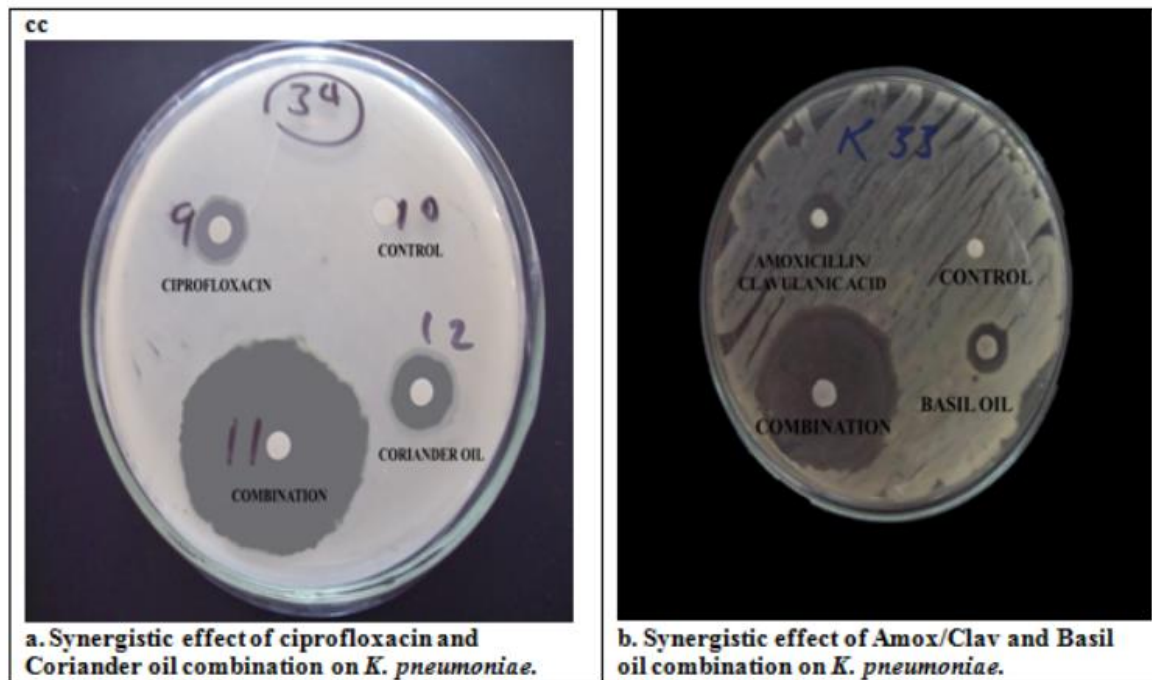 cc
34
9
10
CONTROL
CIPROFLOXACIN
12
11
CORIANDER OIL
COMBINATION
a. Synergistic effect of ciprofloxacin and
Coriander oil combination on K. pneumoniae.
K 33
AMOXICILLIN/
CLAVULANIC ACID
CONTROL
BASIL OIL
COMBINATION
b. Synergistic effect of Amox/Clav and Basil
oil combination on K. pneumoniae.